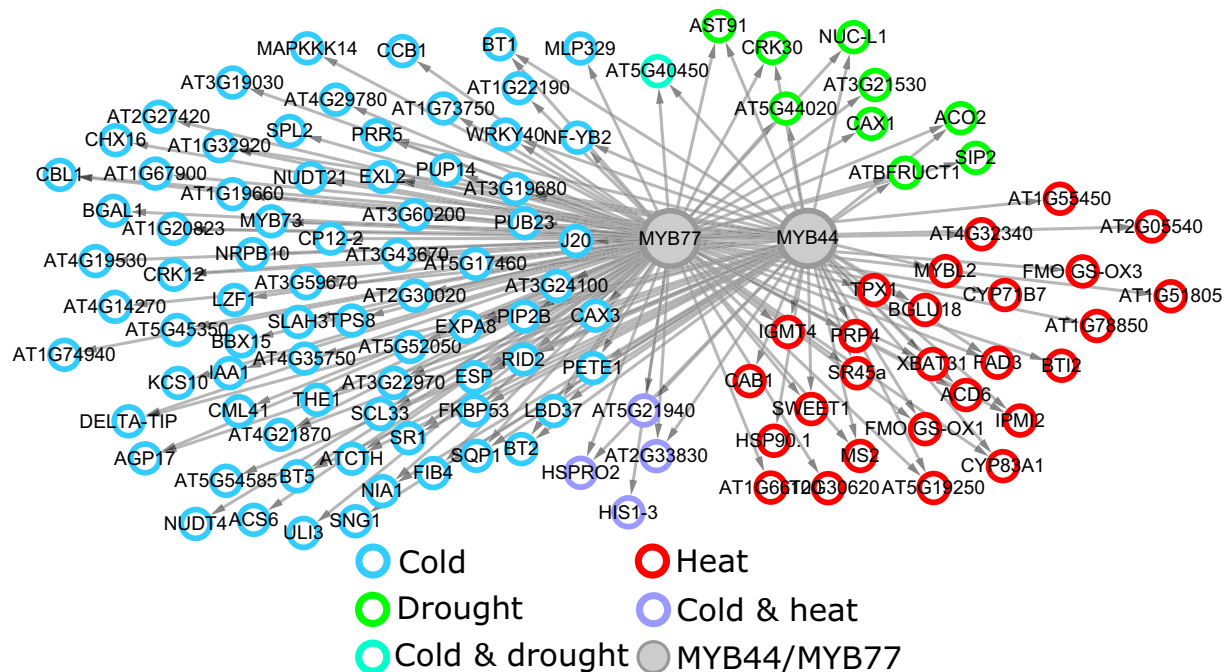 AST91
NUC-L1
MAPKKK14
CCB1
BT1
MLP329
CRK30
AT5G40450
AT3G19030
AT4G29780
AT1G22190
AT3G21530
AT2G27420
AT1G73750
AT5G44020
ACO2
CHX16
SPL2
PRR5
WRKY40
NF-YB2
CAX1
AT1G32920
SIP2
CBL1
AT1G67900
NUDT21
EXL2
PUP14
ATBFRUCT1
AT1G19660
AT3G19680
AT1G55450
BGAL1
AT1G20823
MYB73
AT3G60200
PUB23
AT2G05540
AT4G32340
CP12-2
J20
MYB77
MYB44
NRPB10
AT3G43670
AT4G19530
CRK12
AT5G17460
MYBL2
FMO GS-OX3
AT3G59670
AT3G24100
TPX1
CYP71B7
AT1G51805
AT4G14270
LZF1
AT2G30020
BGLU18
SLAH3
TPS8
EXPA8
PIP2B
CAX3
AT5G45350
IGMT4
PRP4
AT1G78850
BBX15
AT5G52050
AT1G74940
AT4G35750
RID2
PETE1
XBAT31
FAD3
BTI2
KCS10
IAA1
AT3G22970
ESP
CAB1
SR45a
THE1
ACD6
DELTA-TIP
CML41
SCL33
FKBP53
LBD37
AT5G21940
SWEET1
IPMI2
AT4G21870
SR1
FMO GS-OX1
HSP90.1
AGP17
ATCTH
SQP1
BT2
AT2G33830
MS2
CYP83A1
AT5G54585
BT5
FIB4
HSPRO2
NIA1
AT1G66100
AT2G30620
AT5G19250
NUDT4
ACS6
SNG1
HIS1-3
ULI3
Cold
Heat
Drought
Cold & heat
Cold & drought
MYB44/MYB77